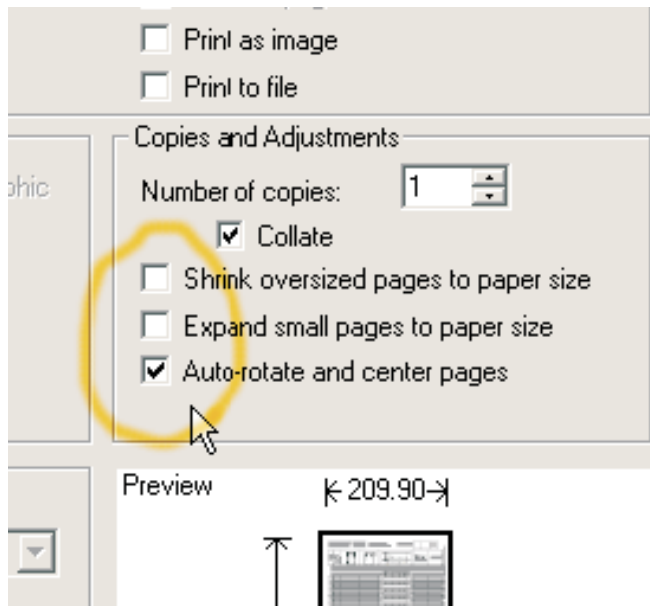 Print as image
Print to file
Copies and Adjustments
Number of copies: 1
Collate
Shrink oversized pages to paper size
Expand small pages to paper size
Auto-rotate and center pages
Preview
209.90